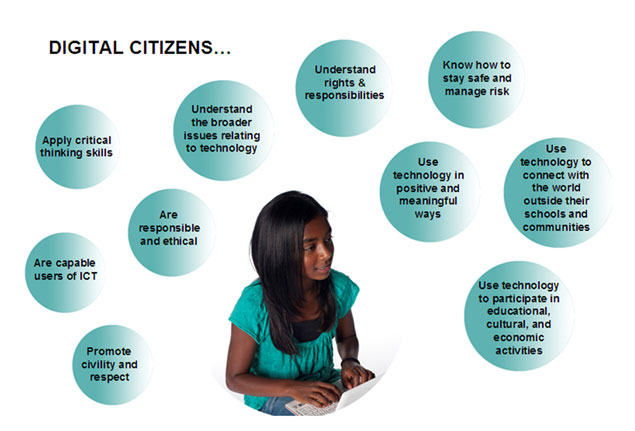 DIGITAL CITIZENS…
Understand
rights &
responsibilities
Know how to
stay safe and
manage risk
Understand
the broader
issues relating
to technology
Apply critical
thinking skills
Use
technology in
positive and
meaningful
ways
Use
technology to
connect with
the world
outside their
schools and
communities
Are
responsible
and ethical
Are capable
users of ICT
Use technology
to participate in
educational,
cultural, and
economic
activities
Promote
civility and
respect